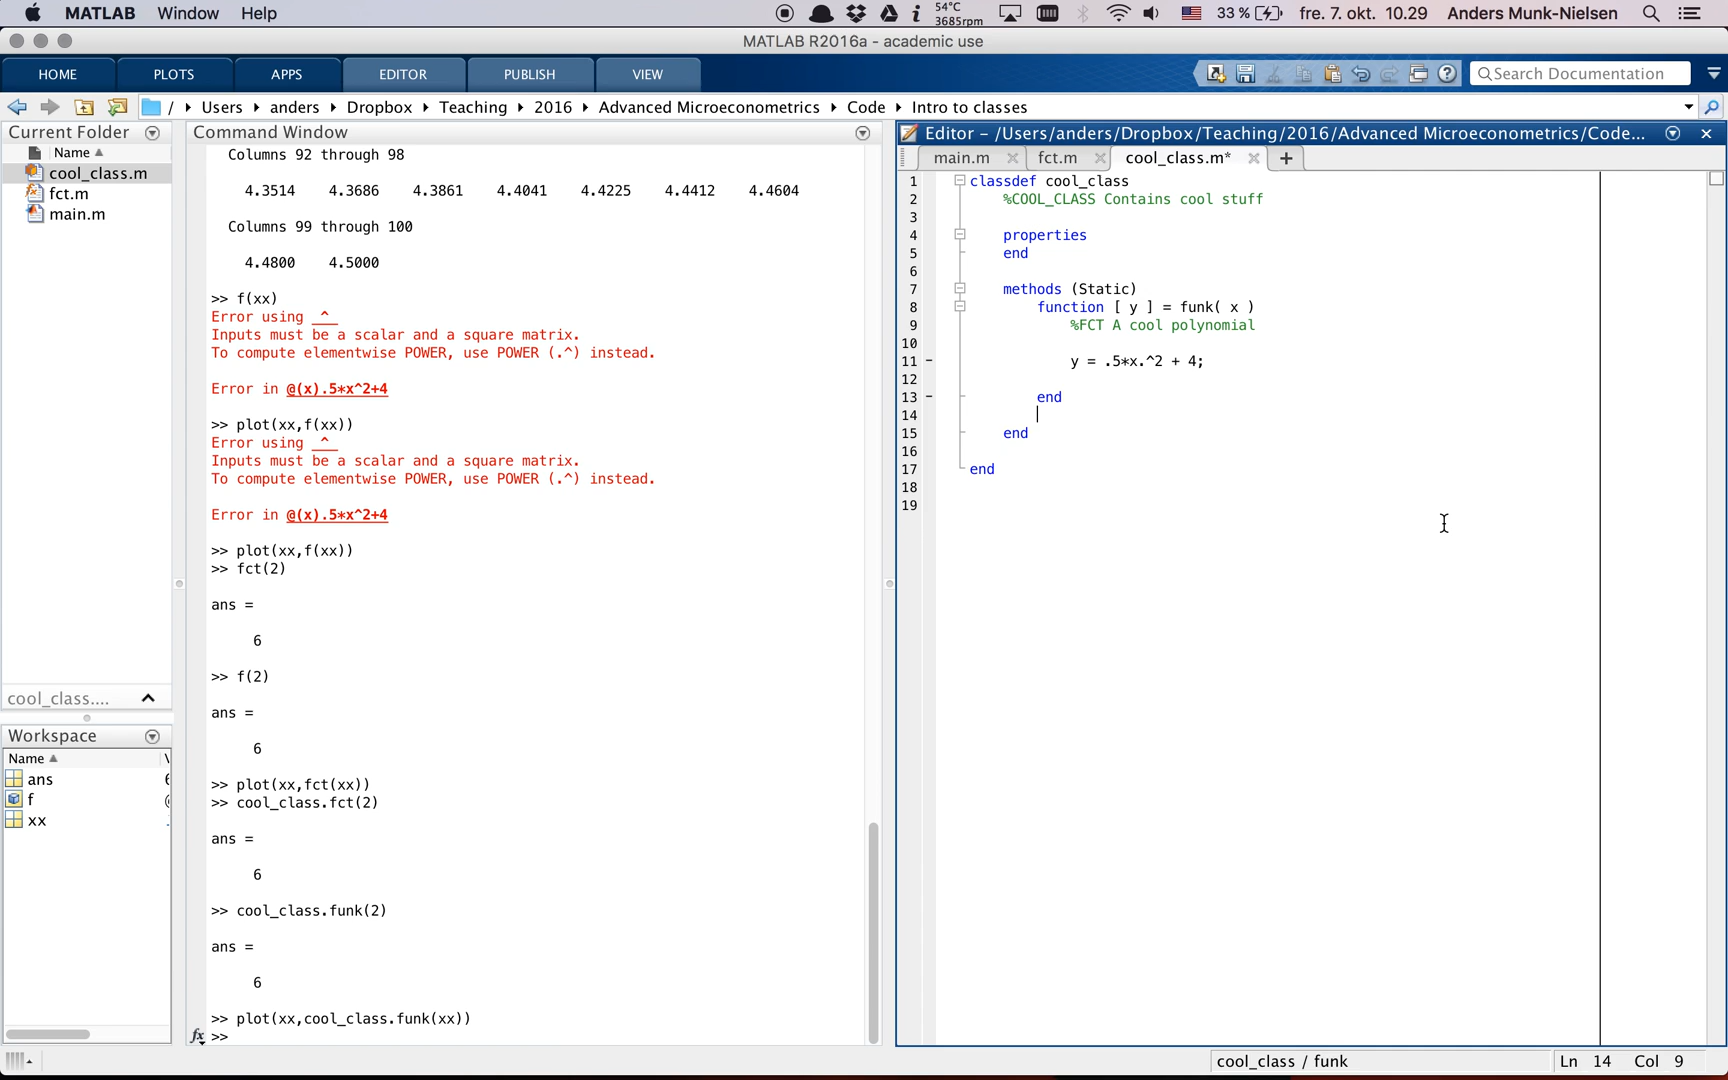 MATLAB Window Help 54°C 3685rpm 33 % fre. 7. okt. 10.29 Anders Munk-Nielsen
MATLAB R2016a - academic use
HOME PLOTS APPS EDITOR PUBLISH VIEW Search Documentation
/ Users anders Dropbox Teaching 2016 Advanced Microeconometrics Code Intro to classes
Current Folder
Name
cool_class.m
fct.m
main.m
cool_class....
Workspace
Name
ans
f
xx
Command Window
Columns 92 through 98
4.3514 4.3686 4.3861 4.4041 4.4225 4.4412 4.4604
Columns 99 through 100
4.4800 4.5000
>> f(xx)
Error using ^
Inputs must be a scalar and a square matrix.
To compute elementwise POWER, use POWER (.^) instead.
Error in @(x).5*x^2+4
>> plot(xx,f(xx))
Error using ^
Inputs must be a scalar and a square matrix.
To compute elementwise POWER, use POWER (.^) instead.
Error in @(x).5*x^2+4
>> plot(xx,f(xx))
>> fct(2)
ans =
6
>> f(2)
ans =
6
>> plot(xx,fct(xx))
>> cool_class.fct(2)
ans =
6
>> cool_class.funk(2)
ans =
6
>> plot(xx,cool_class.funk(xx))
fx >>
Editor – /Users/anders/Dropbox/Teaching/2016/Advanced Microeconometrics/Code...
main.m fct.m cool_class.m* +
1 classdef cool_class
2 %COOL_CLASS Contains cool stuff
3
4 properties
5 end
6
7 methods (Static)
8 function [ y ] = funk( x )
9 %FCT A cool polynomial
10
11 y = .5*x.^2 + 4;
12
13 end
14
15 end
16
17 end
18
19
cool_class / funk Ln 14 Col 9